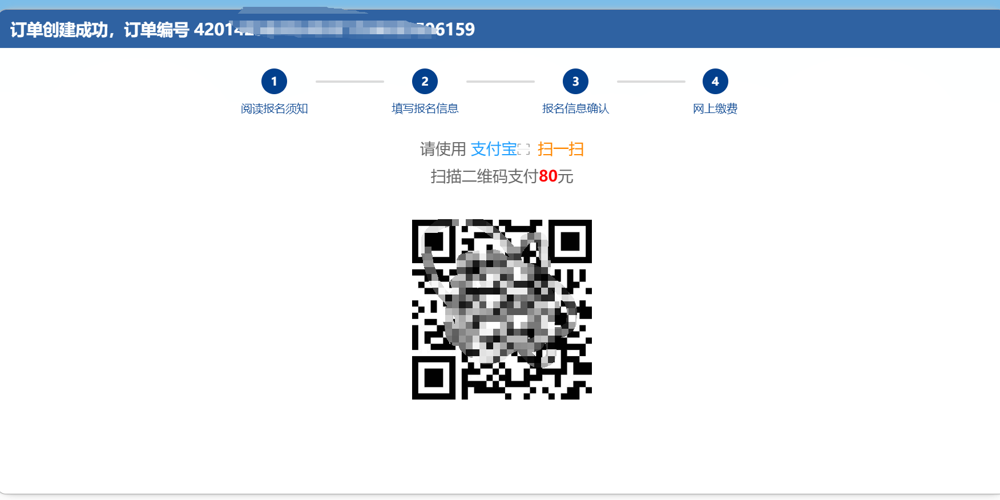 订单创建成功，订单编号 42014 6159
1
2
3
4
阅读报名须知
填写报名信息
报名信息确认
网上缴费
请使用 支付宝 扫一扫
扫描二维码支付80元